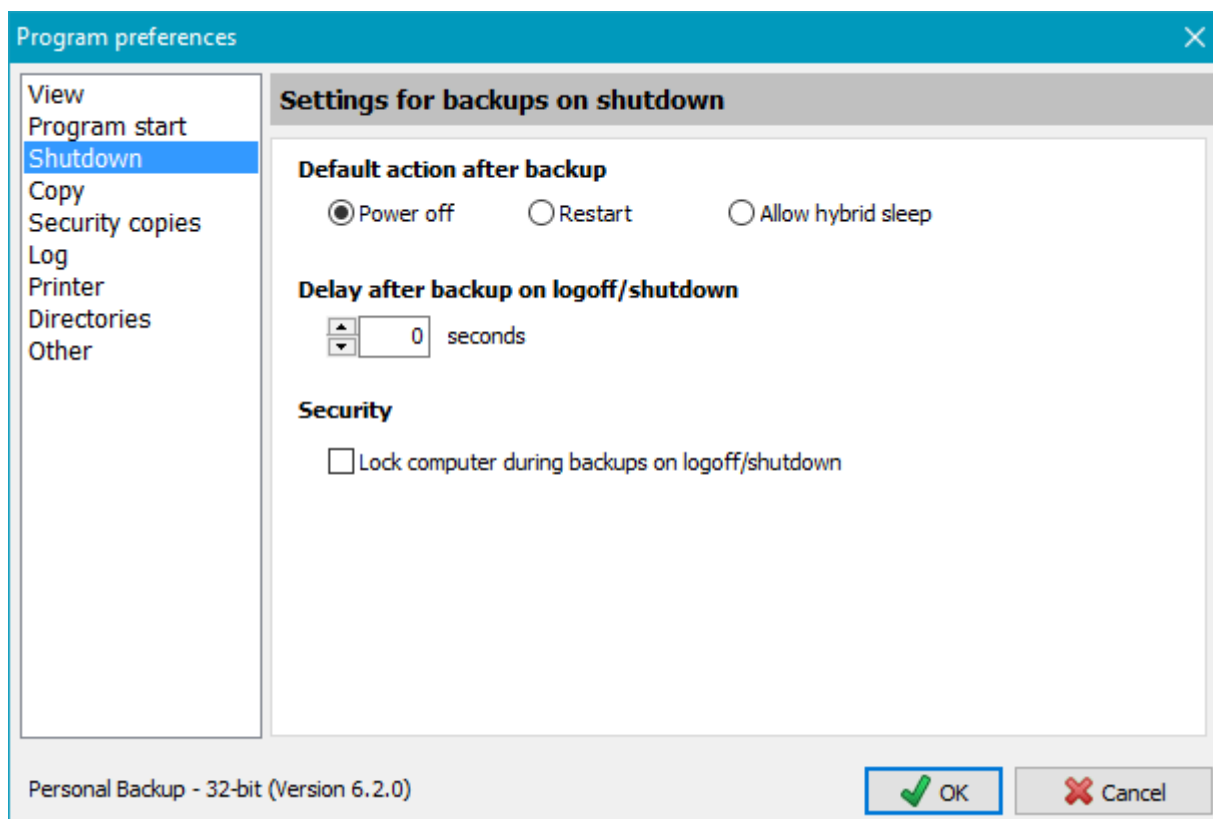 Program preferences
View
Program start
Shutdown
Copy
Security copies
Log
Printer
Directories
Other
Settings for backups on shutdown
Default action after backup
Power off Restart Allow hybrid sleep
Delay after backup on logoff/shutdown
0 seconds
Security
Lock computer during backups on logoff/shutdown
Personal Backup - 32-bit (Version 6.2.0)
OK Cancel